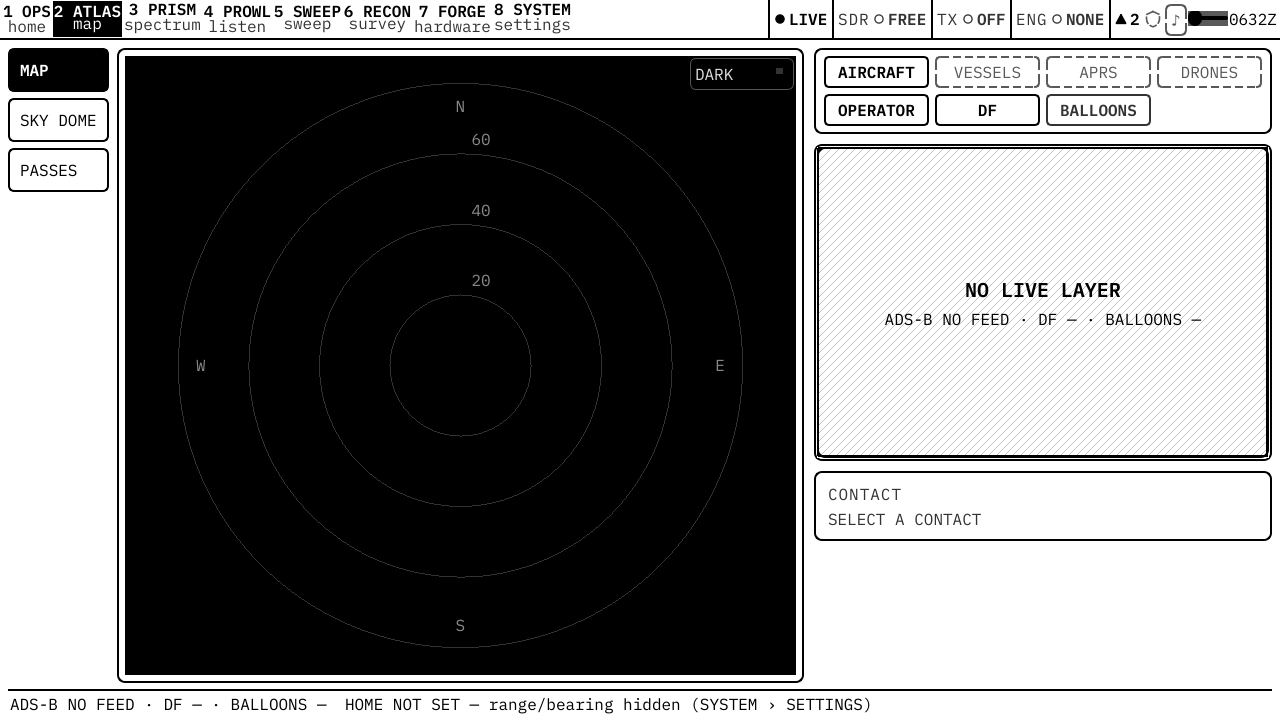 1 OPS 2 ATLAS 3 PRISM 4 PROWL 5 SWEEP 6 RECON 7 FORGE 8 SYSTEM
home map spectrum listen sweep survey hardware settings
LIVE SDR FREE TX OFF ENG NONE ▲2 ♪ 0632Z
MAP
SKY DOME
PASSES
DARK
N
60
40
20
W E
S
AIRCRAFT VESSELS APRS DRONES
OPERATOR DF BALLOONS
NO LIVE LAYER
ADS-B NO FEED · DF — · BALLOONS —
CONTACT
SELECT A CONTACT
ADS-B NO FEED · DF — · BALLOONS — HOME NOT SET — range/bearing hidden (SYSTEM › SETTINGS)